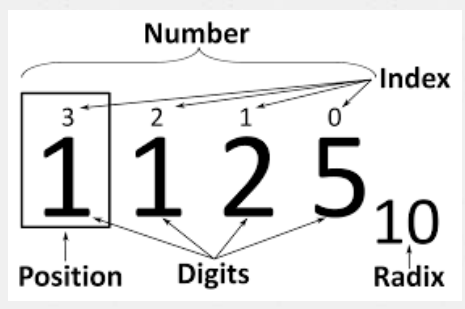 Number
Index
3 2 1 0
1 1 2 5 10
Position Digits Radix